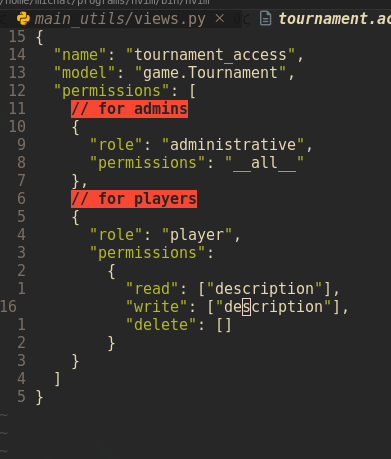 /home/michal/programs/nvim/bin/nvim
main_utils/views.py × tournament.ac
15 {
14 "name": "tournament_access",
13 "model": "game.Tournament",
12 "permissions": [
11 // for admins
10 {
9 "role": "administrative",
8 "permissions": "__all__"
7 },
6 // for players
5 {
4 "role": "player",
3 "permissions":
2 {
1 "read": ["description"],
16 "write": ["description"],
1 "delete": []
2 }
3 }
4 ]
5 }
~
~
~